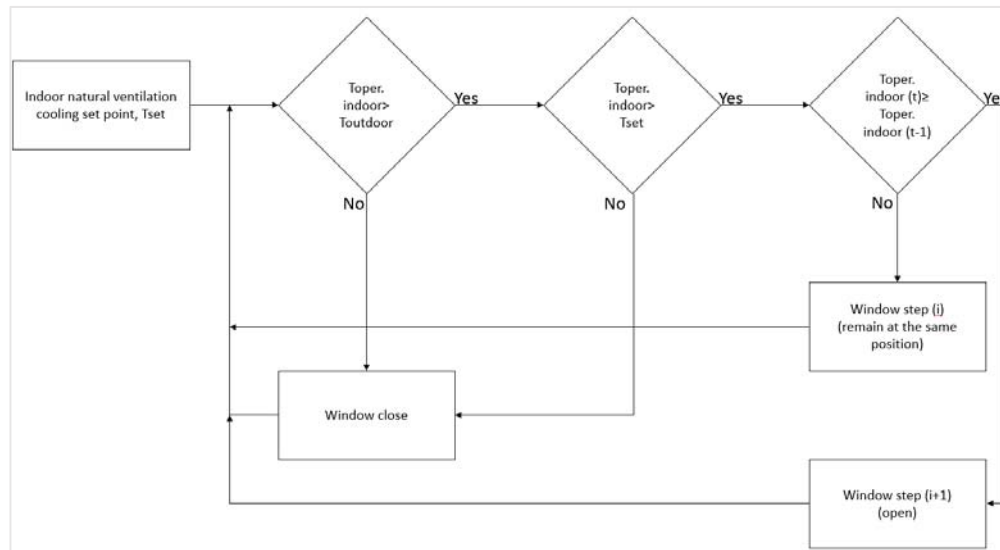 Indoor natural ventilation
cooling set point, Tset
Toper.
indoor>
Toutdoor
Yes
No
Toper.
indoor>
Tset
Yes
No
Toper.
indoor (t)≥
Toper.
indoor (t-1)
Ye
No
Window step (i)
(remain at the same
position)
Window close
Window step (i+1)
(open)